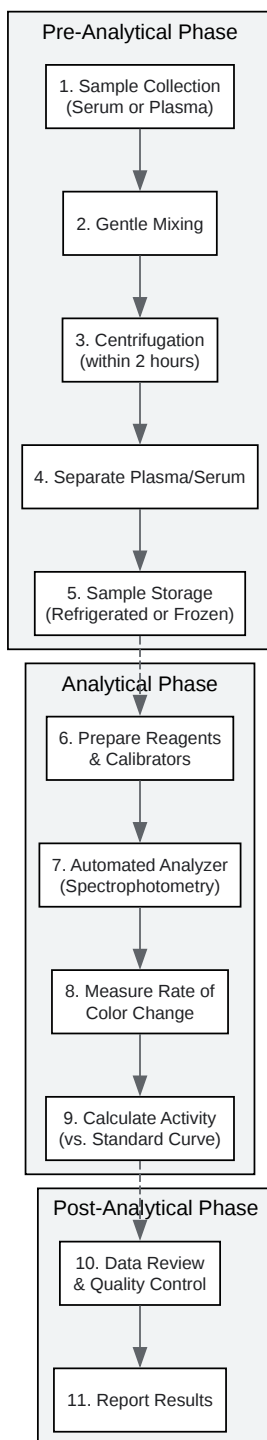 Pre-Analytical Phase
1. Sample Collection
(Serum or Plasma)
2. Gentle Mixing
3. Centrifugation
(within 2 hours)
4. Separate Plasma/Serum
5. Sample Storage
(Refrigerated or Frozen)
Analytical Phase
6. Prepare Reagents
& Calibrators
7. Automated Analyzer
(Spectrophotometry)
8. Measure Rate of
Color Change
9. Calculate Activity
(vs. Standard Curve)
Post-Analytical Phase
10. Data Review
& Quality Control
11. Report Results